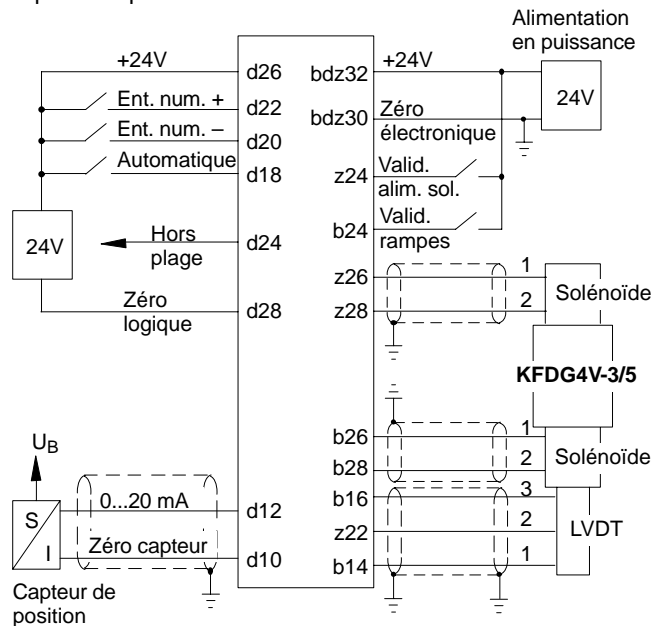 Alimentation
en puissance
+24V
d26
bdz32
+24V
Ent. num. +
d22
24V
bdz30
Zéro
électronique
Ent. num. –
d20
Automatique
d18
z24
Valid.
alim. sol.
b24
Valid.
rampes
24V
Hors
plage
d24
z26
1
Solénoïde
z28
2
Zéro
logique
d28
KFDG4V-3/5
b26
1
Solénoïde
b28
2
UB
b16
3
0...20 mA
d12
S
I
z22
2
LVDT
Zéro capteur
d10
b14
1
Capteur de
position